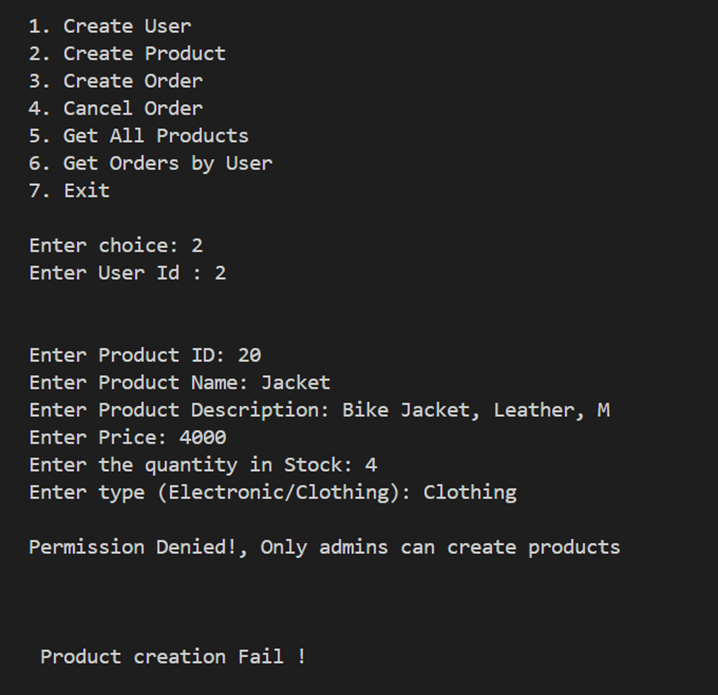 1. Create User
2. Create Product
3. Create Order
4. Cancel Order
5. Get All Products
6. Get Orders by User
7. Exit
Enter choice: 2
Enter User Id : 2
Enter Product ID: 20
Enter Product Name: Jacket
Enter Product Description: Bike Jacket, Leather, M
Enter Price: 4000
Enter the quantity in Stock: 4
Enter type (Electronic/Clothing): Clothing
Permission Denied!, Only admins can create products
Product creation Fail !